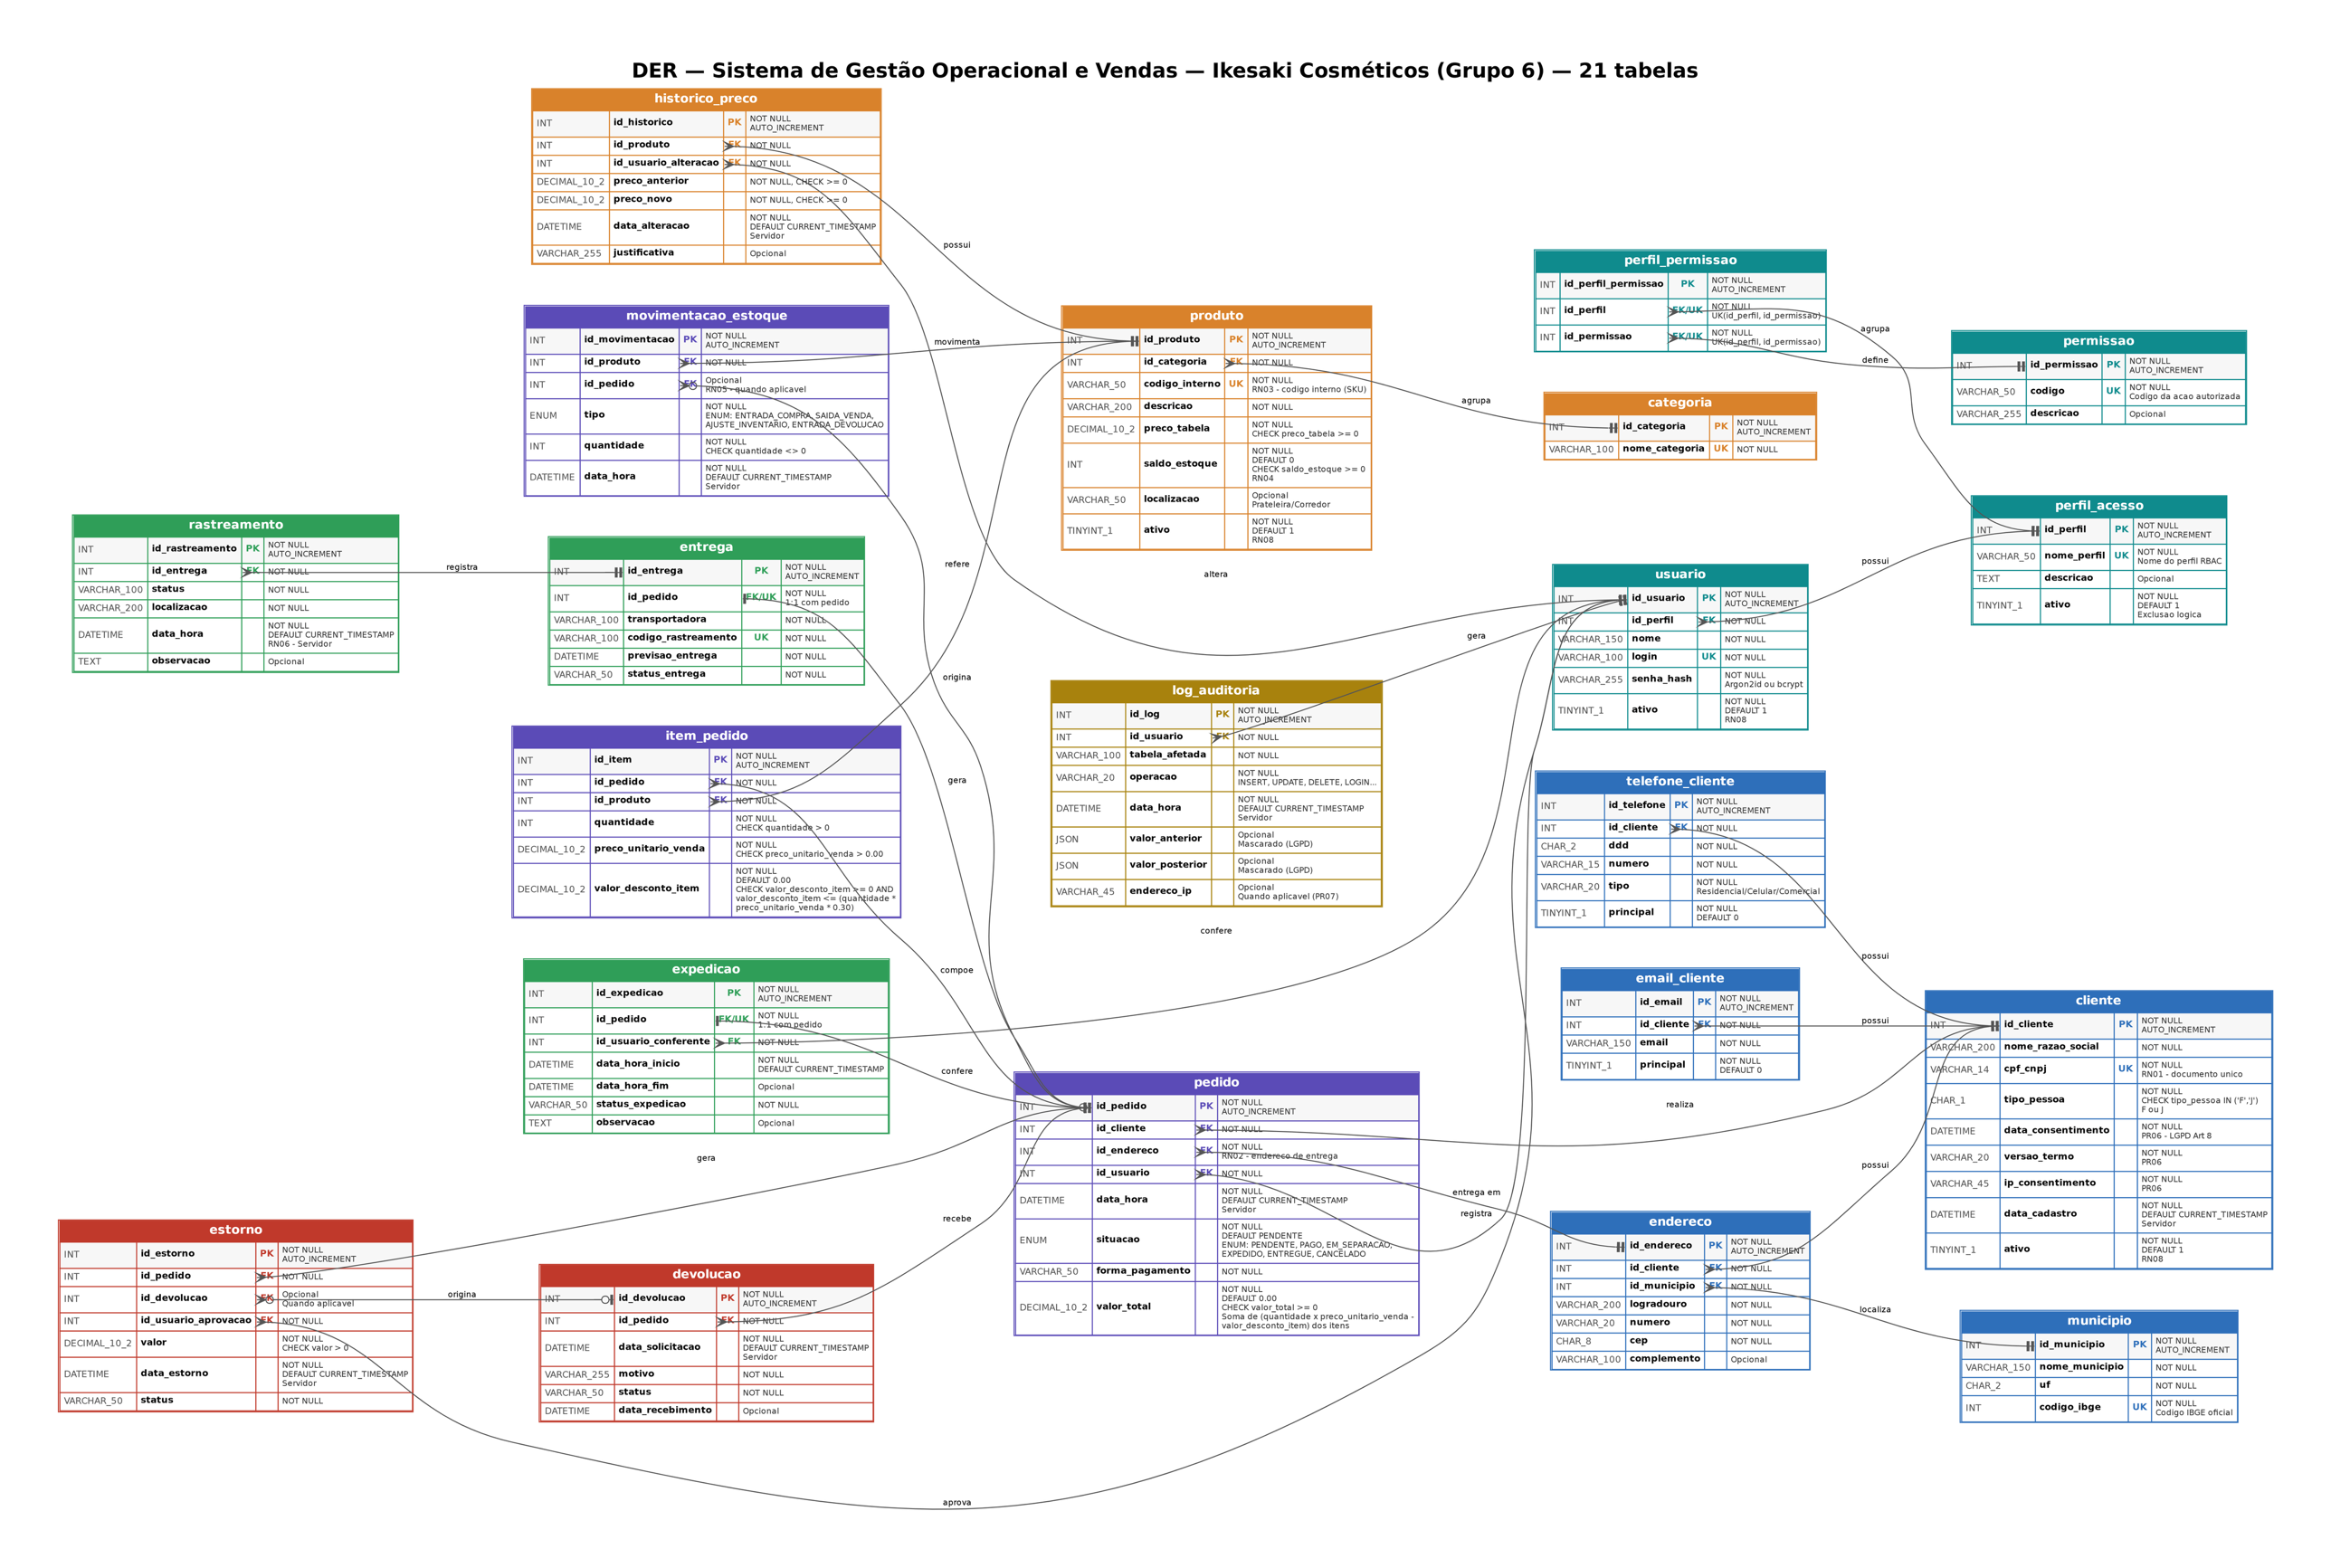 DER — Sistema de Gestão Operacional e Vendas — Ikesaki Cosméticos (Grupo 6) — 21 tabelas
historico_preco
INT id_historico PK NOT NULL
AUTO_INCREMENT
INT id_produto FK NOT NULL
INT id_usuario_alteracao FK NOT NULL
DECIMAL_10_2 preco_anterior NOT NULL, CHECK >= 0
DECIMAL_10_2 preco_novo NOT NULL, CHECK >= 0
DATETIME data_alteracao NOT NULL
DEFAULT CURRENT_TIMESTAMP
Servidor
VARCHAR_255 justificativa Opcional
movimentacao_estoque
INT id_movimentacao PK NOT NULL
AUTO_INCREMENT
INT id_produto FK NOT NULL
INT id_pedido FK Opcional
RN05 - quando aplicavel
ENUM tipo NOT NULL
ENUM: ENTRADA_COMPRA, SAIDA_VENDA,
AJUSTE_INVENTARIO, ENTRADA_DEVOLUCAO
INT quantidade NOT NULL
CHECK quantidade <> 0
DATETIME data_hora NOT NULL
DEFAULT CURRENT_TIMESTAMP
Servidor
rastreamento
INT id_rastreamento PK NOT NULL
AUTO_INCREMENT
INT id_entrega FK NOT NULL
VARCHAR_100 status NOT NULL
VARCHAR_200 localizacao NOT NULL
DATETIME data_hora NOT NULL
DEFAULT CURRENT_TIMESTAMP
RN06 - Servidor
TEXT observacao Opcional
registra
entrega
INT id_entrega PK NOT NULL
AUTO_INCREMENT
INT id_pedido FK/UK NOT NULL
1:1 com pedido
VARCHAR_100 transportadora NOT NULL
VARCHAR_100 codigo_rastreamento UK NOT NULL
DATETIME previsao_entrega NOT NULL
VARCHAR_50 status_entrega NOT NULL
item_pedido
INT id_item PK NOT NULL
AUTO_INCREMENT
INT id_pedido FK NOT NULL
INT id_produto FK NOT NULL
INT quantidade NOT NULL
CHECK quantidade > 0
DECIMAL_10_2 preco_unitario_venda NOT NULL
CHECK preco_unitario_venda > 0.00
DECIMAL_10_2 valor_desconto_item NOT NULL
DEFAULT 0.00
CHECK valor_desconto_item >= 0 AND
valor_desconto_item <= (quantidade *
preco_unitario_venda * 0.30)
expedicao
INT id_expedicao PK NOT NULL
AUTO_INCREMENT
INT id_pedido FK/UK NOT NULL
1:1 com pedido
INT id_usuario_conferente FK NOT NULL
DATETIME data_hora_inicio NOT NULL
DEFAULT CURRENT_TIMESTAMP
DATETIME data_hora_fim Opcional
VARCHAR_50 status_expedicao NOT NULL
TEXT observacao Opcional
gera
estorno
INT id_estorno PK NOT NULL
AUTO_INCREMENT
INT id_pedido FK NOT NULL
INT id_devolucao FK Opcional
Quando aplicavel
INT id_usuario_aprovacao FK NOT NULL
DECIMAL_10_2 valor NOT NULL
CHECK valor > 0
DATETIME data_estorno NOT NULL
DEFAULT CURRENT_TIMESTAMP
Servidor
VARCHAR_50 status NOT NULL
origina
devolucao
INT id_devolucao PK NOT NULL
AUTO_INCREMENT
INT id_pedido FK NOT NULL
DATETIME data_solicitacao NOT NULL
DEFAULT CURRENT_TIMESTAMP
Servidor
VARCHAR_255 motivo NOT NULL
VARCHAR_50 status NOT NULL
DATETIME data_recebimento Opcional
possui
movimenta
refere
origina
gera
compoe
confere
recebe
aprova
produto
INT id_produto PK NOT NULL
AUTO_INCREMENT
INT id_categoria FK NOT NULL
VARCHAR_50 codigo_interno UK NOT NULL
RN03 - codigo interno (SKU)
VARCHAR_200 descricao NOT NULL
DECIMAL_10_2 preco_tabela NOT NULL
CHECK preco_tabela >= 0
INT saldo_estoque NOT NULL
DEFAULT 0
CHECK saldo_estoque >= 0
RN04
VARCHAR_50 localizacao Opcional
Prateleira/Corredor
TINYINT_1 ativo NOT NULL
DEFAULT 1
RN08
altera
log_auditoria
INT id_log PK NOT NULL
AUTO_INCREMENT
INT id_usuario FK NOT NULL
VARCHAR_100 tabela_afetada NOT NULL
VARCHAR_20 operacao NOT NULL
INSERT, UPDATE, DELETE, LOGIN...
DATETIME data_hora NOT NULL
DEFAULT CURRENT_TIMESTAMP
Servidor
JSON valor_anterior Opcional
Mascarado (LGPD)
JSON valor_posterior Opcional
Mascarado (LGPD)
VARCHAR_45 endereco_ip Opcional
Quando aplicavel (PR07)
confere
pedido
INT id_pedido PK NOT NULL
AUTO_INCREMENT
INT id_cliente FK NOT NULL
INT id_endereco FK NOT NULL
RN02 - endereco de entrega
INT id_usuario FK NOT NULL
DATETIME data_hora NOT NULL
DEFAULT CURRENT_TIMESTAMP
Servidor
ENUM situacao NOT NULL
DEFAULT PENDENTE
ENUM: PENDENTE, PAGO, EM_SEPARACAO,
EXPEDIDO, ENTREGUE, CANCELADO
VARCHAR_50 forma_pagamento NOT NULL
DECIMAL_10_2 valor_total NOT NULL
DEFAULT 0.00
CHECK valor_total >= 0
Soma de (quantidade x preco_unitario_venda -
valor_desconto_item) dos itens
agrupa
gera
entrega em
registra
perfil_permissao
INT id_perfil_permissao PK NOT NULL
AUTO_INCREMENT
INT id_perfil FK/UK NOT NULL
UK(id_perfil, id_permissao)
INT id_permissao FK/UK NOT NULL
UK(id_perfil, id_permissao)
categoria
INT id_categoria PK NOT NULL
AUTO_INCREMENT
VARCHAR_100 nome_categoria UK NOT NULL
usuario
INT id_usuario PK NOT NULL
AUTO_INCREMENT
INT id_perfil FK NOT NULL
VARCHAR_150 nome NOT NULL
VARCHAR_100 login UK NOT NULL
VARCHAR_255 senha_hash NOT NULL
Argon2id ou bcrypt
TINYINT_1 ativo NOT NULL
DEFAULT 1
RN08
telefone_cliente
INT id_telefone PK NOT NULL
AUTO_INCREMENT
INT id_cliente FK NOT NULL
CHAR_2 ddd NOT NULL
VARCHAR_15 numero NOT NULL
VARCHAR_20 tipo NOT NULL
Residencial/Celular/Comercial
TINYINT_1 principal NOT NULL
DEFAULT 0
email_cliente
INT id_email PK NOT NULL
AUTO_INCREMENT
INT id_cliente FK NOT NULL
VARCHAR_150 email NOT NULL
TINYINT_1 principal NOT NULL
DEFAULT 0
realiza
endereco
INT id_endereco PK NOT NULL
AUTO_INCREMENT
INT id_cliente FK NOT NULL
INT id_municipio FK NOT NULL
VARCHAR_200 logradouro NOT NULL
VARCHAR_20 numero NOT NULL
CHAR_8 cep NOT NULL
VARCHAR_100 complemento Opcional
agrupa
define
possui
possui
possui
possui
localiza
permissao
INT id_permissao PK NOT NULL
AUTO_INCREMENT
VARCHAR_50 codigo UK NOT NULL
Codigo da acao autorizada
VARCHAR_255 descricao Opcional
perfil_acesso
INT id_perfil PK NOT NULL
AUTO_INCREMENT
VARCHAR_50 nome_perfil UK NOT NULL
Nome do perfil RBAC
TEXT descricao Opcional
TINYINT_1 ativo NOT NULL
DEFAULT 1
Exclusao logica
cliente
INT id_cliente PK NOT NULL
AUTO_INCREMENT
VARCHAR_200 nome_razao_social NOT NULL
VARCHAR_14 cpf_cnpj UK NOT NULL
RN01 - documento unico
CHAR_1 tipo_pessoa NOT NULL
CHECK tipo_pessoa IN ('F','J')
F ou J
DATETIME data_consentimento NOT NULL
PR06 - LGPD Art 8
VARCHAR_20 versao_termo NOT NULL
PR06
VARCHAR_45 ip_consentimento NOT NULL
PR06
DATETIME data_cadastro NOT NULL
DEFAULT CURRENT_TIMESTAMP
Servidor
TINYINT_1 ativo NOT NULL
DEFAULT 1
RN08
municipio
INT id_municipio PK NOT NULL
AUTO_INCREMENT
VARCHAR_150 nome_municipio NOT NULL
CHAR_2 uf NOT NULL
INT codigo_ibge UK NOT NULL
Codigo IBGE oficial